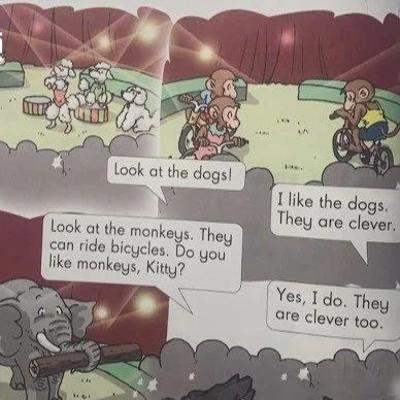 Look at the dogs!
I like the dogs.
They are clever.
Look at the monkeys. They
can ride bicycles. Do you
like monkeys, Kitty?
Yes, I do. They
are clever too.